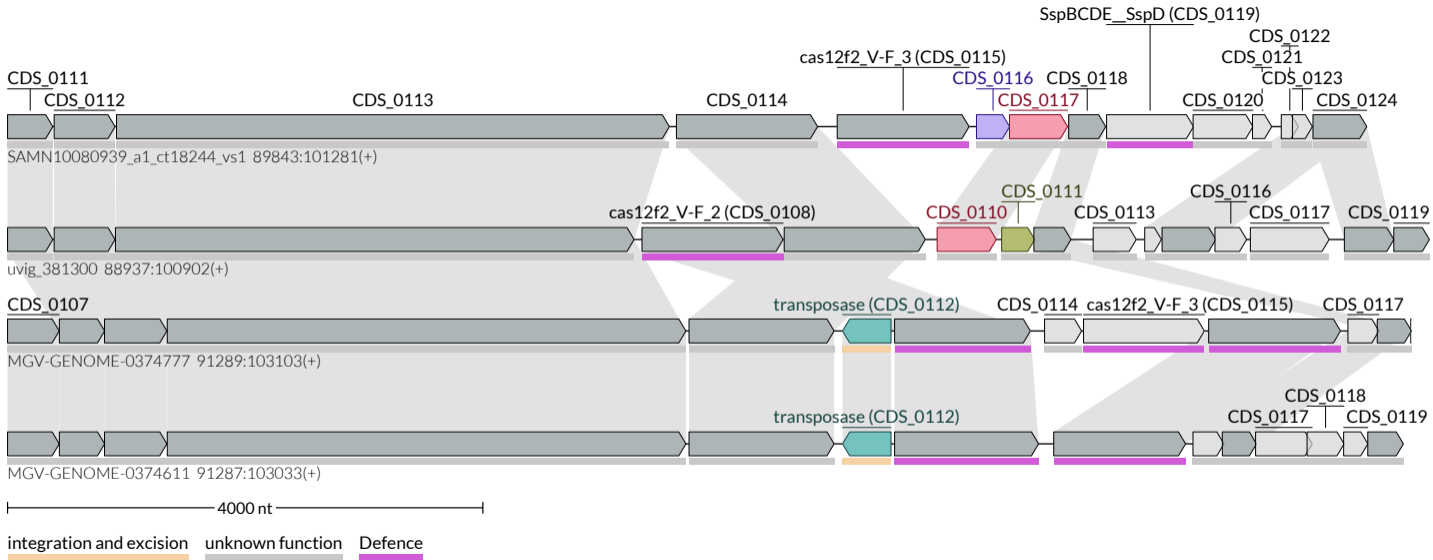 SspBCDE__SspD (CDS_0119)
CDS_0122
cas12f2_V-F_3 (CDS_0115)
CDS_0121
CDS_0111
CDS_0116
CDS_0118
CDS_0123
CDS_0112
CDS_0113
CDS_0114
CDS_0117
CDS_0120
CDS_0124
SAMN10080939_a1_ct18244_vs1 89843:101281(+)
CDS_0111
CDS_0116
cas12f2_V-F_2 (CDS_0108)
CDS_0110
CDS_0113
CDS_0117
CDS_0119
uvig_381300 88937:100902(+)
CDS_0107
transposase (CDS_0112)
CDS_0114
cas12f2_V-F_3 (CDS_0115)
CDS_0117
MGV-GENOME-0374777 91289:103103(+)
CDS_0118
transposase (CDS_0112)
CDS_0117
CDS_0119
MGV-GENOME-0374611 91287:103033(+)
4000 nt
integration and excision
unknown function
Defence